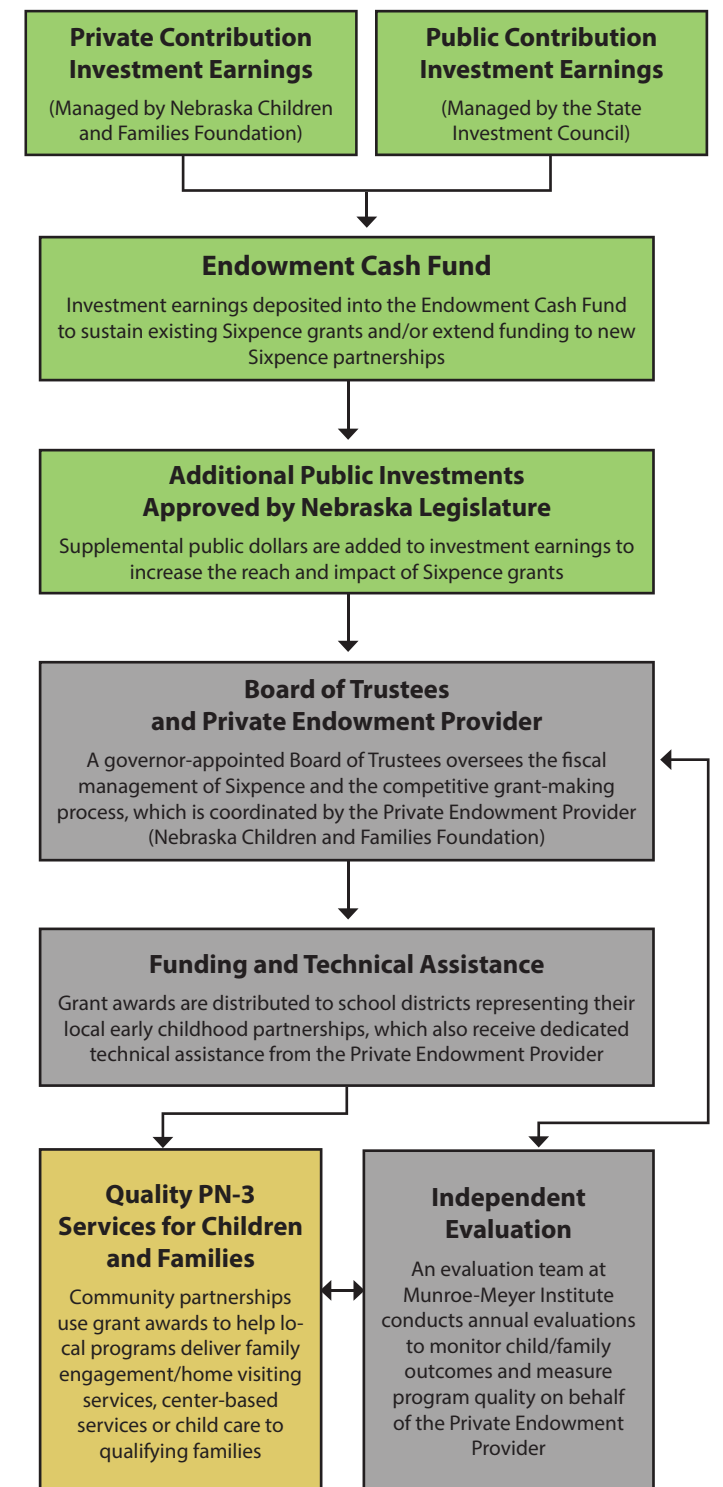 Private Contribution
Investment Earnings
(Managed by Nebraska Children
and Families Foundation)
Public Contribution
Investment Earnings
(Managed by the State
Investment Council)
Endowment Cash Fund
Investment earnings deposited into the Endowment Cash Fund
to sustain existing Sixpence grants and/or extend funding to new
Sixpence partnerships
Additional Public Investments
Approved by Nebraska Legislature
Supplemental public dollars are added to investment earnings to
increase the reach and impact of Sixpence grants
Board of Trustees
and Private Endowment Provider
A governor-appointed Board of Trustees oversees the fiscal
management of Sixpence and the competitive grant-making
process, which is coordinated by the Private Endowment Provider
(Nebraska Children and Families Foundation)
Funding and Technical Assistance
Grant awards are distributed to school districts representing their
local early childhood partnerships, which also receive dedicated
technical assistance from the Private Endowment Provider
Quality PN-3
Services for Children
and Families
Community partnerships
use grant awards to help lo-
cal programs deliver family
engagement/home visiting
services, center-based
services or child care to
qualifying families
Independent
Evaluation
An evaluation team at
Munroe-Meyer Institute
conducts annual evaluations
to monitor child/family
outcomes and measure
program quality on behalf
of the Private Endowment
Provider